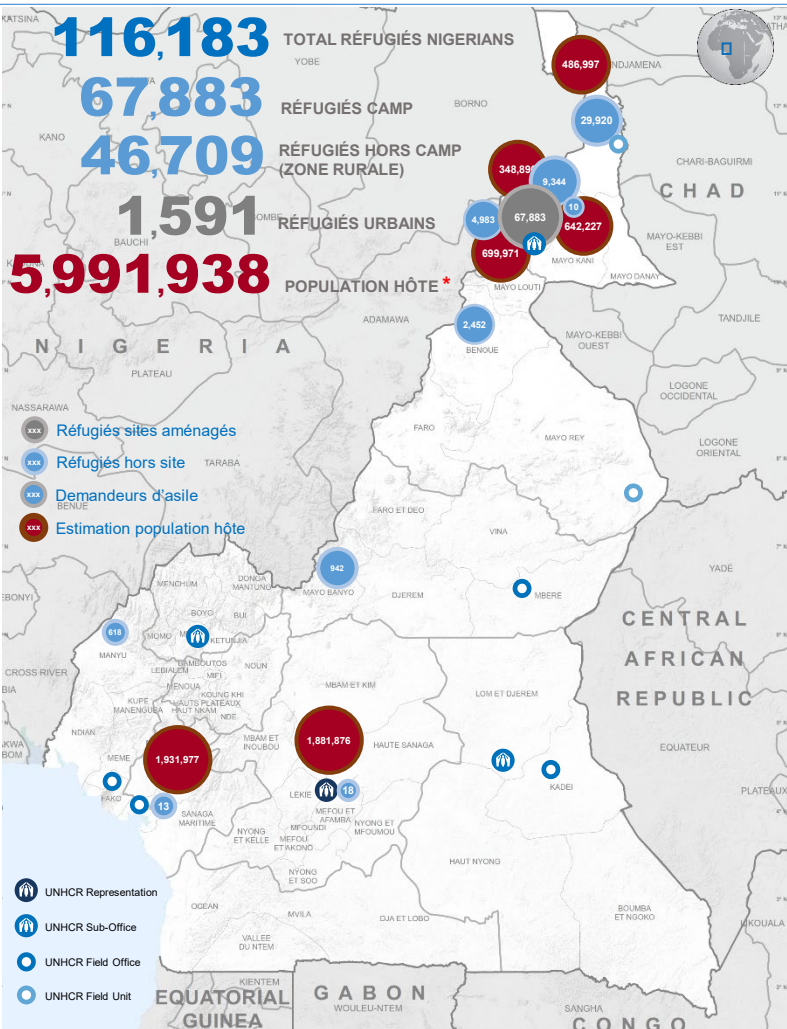 116,183 TOTAL RÉFUGIÉS NIGERIANS
67,883 RÉFUGIÉS CAMP
46,709 RÉFUGIÉS HORS CAMP
(ZONE RURALE)
1,591 RÉFUGIÉS URBAINS
5,991,938 POPULATION HÔTE *
KATSINA
YOBE
BORNO
KANO
BAUCHI
ADAMAWA
NIGERIA
PLATEAU
NASSARAWA
TARABA
BENUE
EBONYI
CROSS RIVER
NDJAMENA
CHARI-BAGUIRMI
CHAD
MAYO-KEBBI
EST
MAYO KANI
MAYO DANAY
MAYO LOUTI
TANDJILE
MAYO-KEBBI
OUEST
LOGONE
OCCIDENTAL
LOGONE
ORIENTAL
486,997
29,920
9,344
10
67,883
4,983
642,227
699,971
2,452
BENOUE
FARO
MAYO REY
xxx Réfugiés sites aménagés
xxx Réfugiés hors site
xxx Demandeurs d'asile
xxx Estimation population hôte
FARO ET DEO
VINA
942
MAYO BANYO
DJEREM
MBERE
YADÉ
CENTRAL
AFRICAN
REPUBLIC
MENCHUM
DONGA
MANTUNG
BOYO
BUI
618
MOMO
KETUNJIA
MANYU
BAMBOUTOS
LEBIALEM
MIFI
NOUN
MENOUA
KOUNG KHI
HAUTS PLATEAUX
KUPE
MANENGUBA
HAUT NKAM
NDE
MBAM ET KIM
LOM ET DJEREM
NDIAN
MBAM ET
INOUBOU
1,881,876
HAUTE SANAGA
EQUATEUR
MEME
1,931,977
KADEI
FAKO
13
SANAGA
MARITIME
LEKIE
18
MEFOU ET
AFAMBA
NYONG ET
MFOUMOU
MFOUNDI
NYONG
ET KELLE
MEFOU
ET AKONO
NYONG
ET SOO
HAUT NYONG
OCEAN
MVILA
DJA ET LOBO
BOUMBA
ET NGOKO
VALLEE
DU NTEM
UNHCR Representation
UNHCR Sub-Office
UNHCR Field Office
UNHCR Field Unit
KIENTEM
EQUATORIAL
GUINEA
GABON
WOULEU-NTEM
SANGHA
CONGO